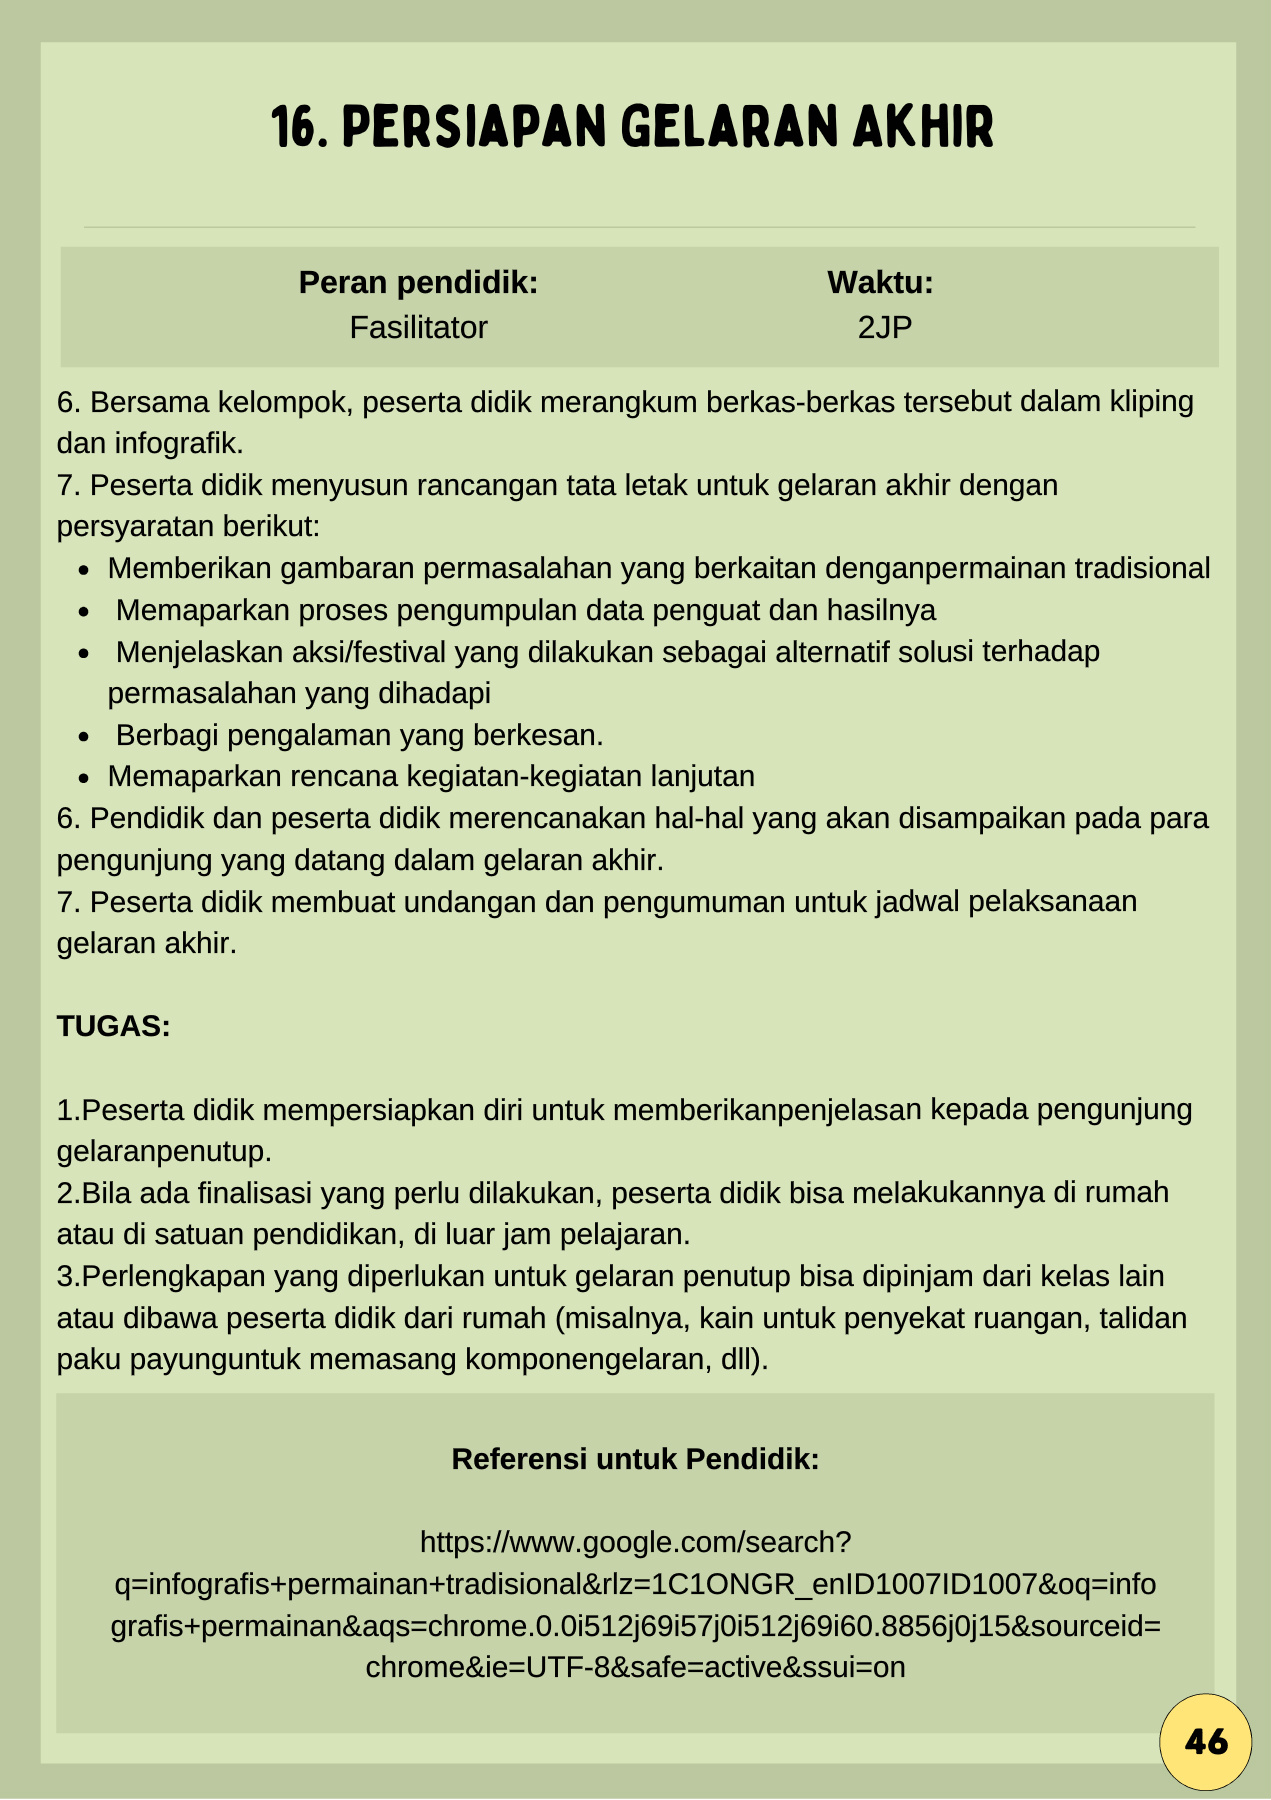 16. PERSIAPAN GELARAN AKHIR
Peran pendidik:
Fasilitator
Waktu:
2JP
6. Bersama kelompok, peserta didik merangkum berkas-berkas tersebut dalam kliping
dan infografik.
7. Peserta didik menyusun rancangan tata letak untuk gelaran akhir dengan
persyaratan berikut:
• Memberikan gambaran permasalahan yang berkaitan denganpermainan tradisional
• Memaparkan proses pengumpulan data penguat dan hasilnya
• Menjelaskan aksi/festival yang dilakukan sebagai alternatif solusi terhadap
permasalahan yang dihadapi
• Berbagi pengalaman yang berkesan.
• Memaparkan rencana kegiatan-kegiatan lanjutan
6. Pendidik dan peserta didik merencanakan hal-hal yang akan disampaikan pada para
pengunjung yang datang dalam gelaran akhir.
7. Peserta didik membuat undangan dan pengumuman untuk jadwal pelaksanaan
gelaran akhir.
TUGAS:
1.Peserta didik mempersiapkan diri untuk memberikanpenjelasan kepada pengunjung
gelaranpenutup.
2.Bila ada finalisasi yang perlu dilakukan, peserta didik bisa melakukannya di rumah
atau di satuan pendidikan, di luar jam pelajaran.
3.Perlengkapan yang diperlukan untuk gelaran penutup bisa dipinjam dari kelas lain
atau dibawa peserta didik dari rumah (misalnya, kain untuk penyekat ruangan, talidan
paku payunguntuk memasang komponengelaran, dll).
Referensi untuk Pendidik:
https://www.google.com/search?
q=infografis+permainan+tradisional&rlz=1C1ONGR_enID1007ID1007&oq=info
grafis+permainan&aqs=chrome.0.0i512j69i57j0i512j69i60.8856j0j15&sourceid=
chrome&ie=UTF-8&safe=active&ssui=on
46